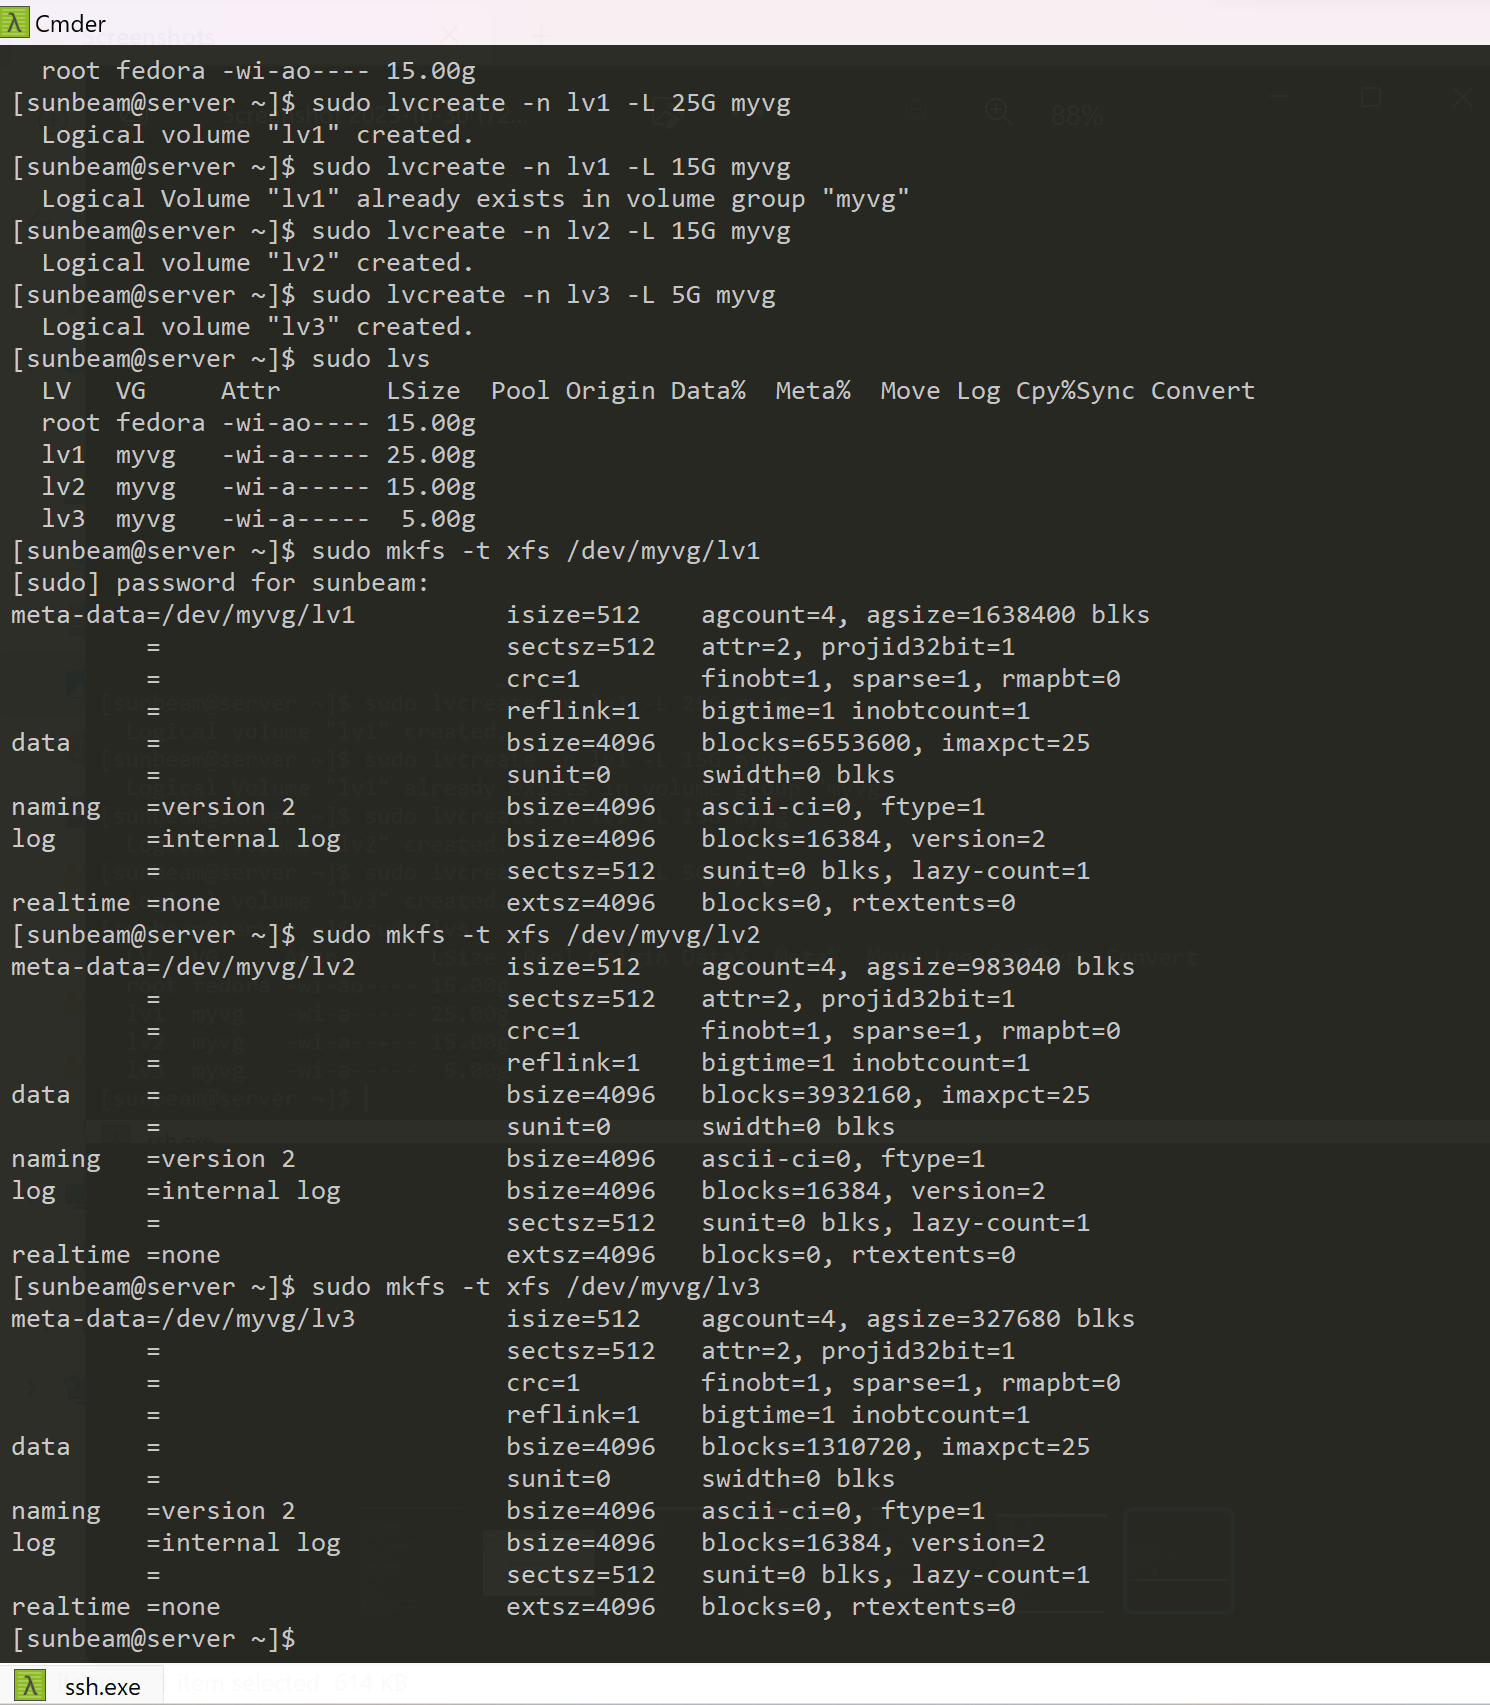 Cmder
  root fedora -wi-ao---- 15.00g
[sunbeam@server ~]$ sudo lvcreate -n lv1 -L 25G myvg
  Logical volume "lv1" created.
[sunbeam@server ~]$ sudo lvcreate -n lv1 -L 15G myvg
  Logical Volume "lv1" already exists in volume group "myvg"
[sunbeam@server ~]$ sudo lvcreate -n lv2 -L 15G myvg
  Logical volume "lv2" created.
[sunbeam@server ~]$ sudo lvcreate -n lv3 -L 5G myvg
  Logical volume "lv3" created.
[sunbeam@server ~]$ sudo lvs
  LV   VG     Attr       LSize  Pool Origin Data%  Meta%  Move Log Cpy%Sync Convert
  root fedora -wi-ao---- 15.00g
  lv1  myvg   -wi-a----- 25.00g
  lv2  myvg   -wi-a----- 15.00g
  lv3  myvg   -wi-a-----  5.00g
[sunbeam@server ~]$ sudo mkfs -t xfs /dev/myvg/lv1
[sudo] password for sunbeam:
meta-data=/dev/myvg/lv1          isize=512    agcount=4, agsize=1638400 blks
         =                       sectsz=512   attr=2, projid32bit=1
         =                       crc=1        finobt=1, sparse=1, rmapbt=0
         =                       reflink=1    bigtime=1 inobtcount=1
data     =                       bsize=4096   blocks=6553600, imaxpct=25
         =                       sunit=0      swidth=0 blks
naming   =version 2              bsize=4096   ascii-ci=0, ftype=1
log      =internal log           bsize=4096   blocks=16384, version=2
         =                       sectsz=512   sunit=0 blks, lazy-count=1
realtime =none                   extsz=4096   blocks=0, rtextents=0
[sunbeam@server ~]$ sudo mkfs -t xfs /dev/myvg/lv2
meta-data=/dev/myvg/lv2          isize=512    agcount=4, agsize=983040 blks
         =                       sectsz=512   attr=2, projid32bit=1
         =                       crc=1        finobt=1, sparse=1, rmapbt=0
         =                       reflink=1    bigtime=1 inobtcount=1
data     =                       bsize=4096   blocks=3932160, imaxpct=25
         =                       sunit=0      swidth=0 blks
naming   =version 2              bsize=4096   ascii-ci=0, ftype=1
log      =internal log           bsize=4096   blocks=16384, version=2
         =                       sectsz=512   sunit=0 blks, lazy-count=1
realtime =none                   extsz=4096   blocks=0, rtextents=0
[sunbeam@server ~]$ sudo mkfs -t xfs /dev/myvg/lv3
meta-data=/dev/myvg/lv3          isize=512    agcount=4, agsize=327680 blks
         =                       sectsz=512   attr=2, projid32bit=1
         =                       crc=1        finobt=1, sparse=1, rmapbt=0
         =                       reflink=1    bigtime=1 inobtcount=1
data     =                       bsize=4096   blocks=1310720, imaxpct=25
         =                       sunit=0      swidth=0 blks
naming   =version 2              bsize=4096   ascii-ci=0, ftype=1
log      =internal log           bsize=4096   blocks=16384, version=2
         =                       sectsz=512   sunit=0 blks, lazy-count=1
realtime =none                   extsz=4096   blocks=0, rtextents=0
[sunbeam@server ~]$
ssh.exe